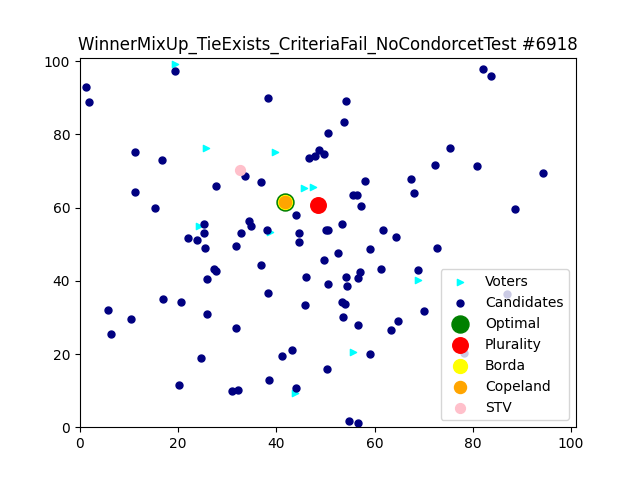 WinnerMixUp_TieExists_CriteriaFail_NoCondorcetTest #6918
100
80
60
40
20
0
0 20 40 60 80 100
Voters
Candidates
Optimal
Plurality
Borda
Copeland
STV